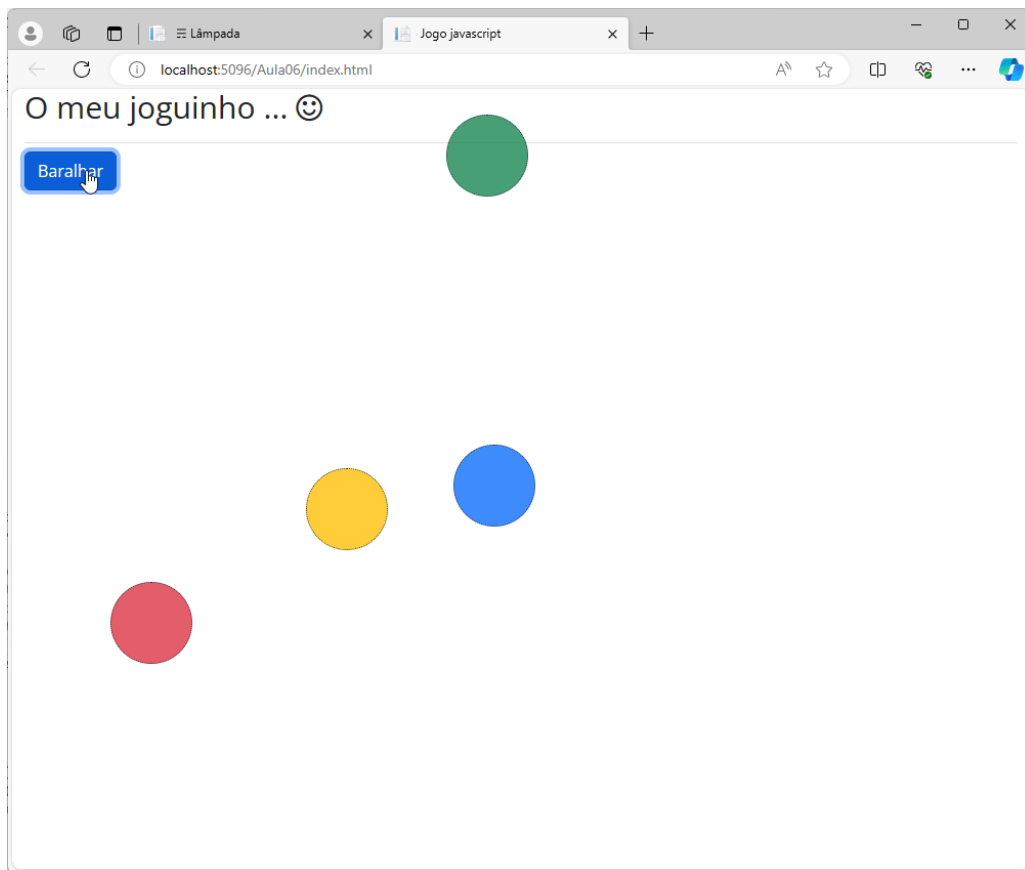 ☴ Lâmpada
Jogo javascript
localhost:5096/Aula06/index.html
O meu joguinho ... ☺
Baralhar